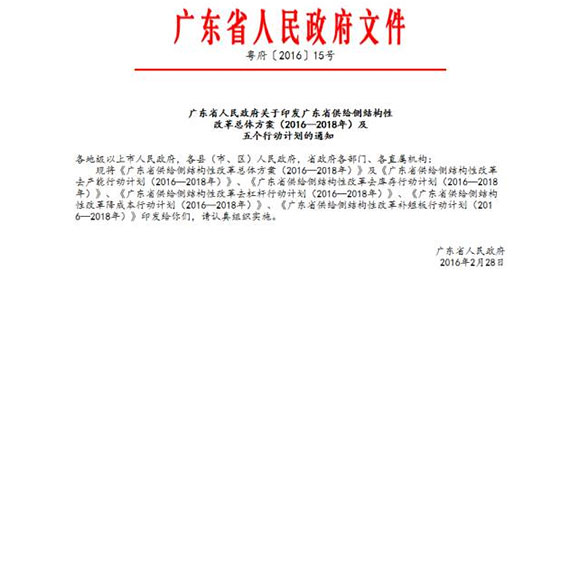 广东省人民政府文件
粤府〔2016〕15号
广东省人民政府关于印发广东省供给侧结构性
改革总体方案（2016—2018年）及
五个行动计划的通知
各地级以上市人民政府，各县（市、区）人民政府，省政府各部门、各直属机构：
现将《广东省供给侧结构性改革总体方案（2016—2018年）》及《广东省供给侧结构性改革
去产能行动计划（2016—2018年）》、《广东省供给侧结构性改革去库存行动计划（2016—2018
年）》、《广东省供给侧结构性改革去杠杆行动计划（2016—2018年）》、《广东省供给侧结构
性改革降成本行动计划（2016—2018年）》、《广东省供给侧结构性改革补短板行动计划（201
6—2018年）》印发给你们，请认真组织实施。
广东省人民政府
2016年2月28日